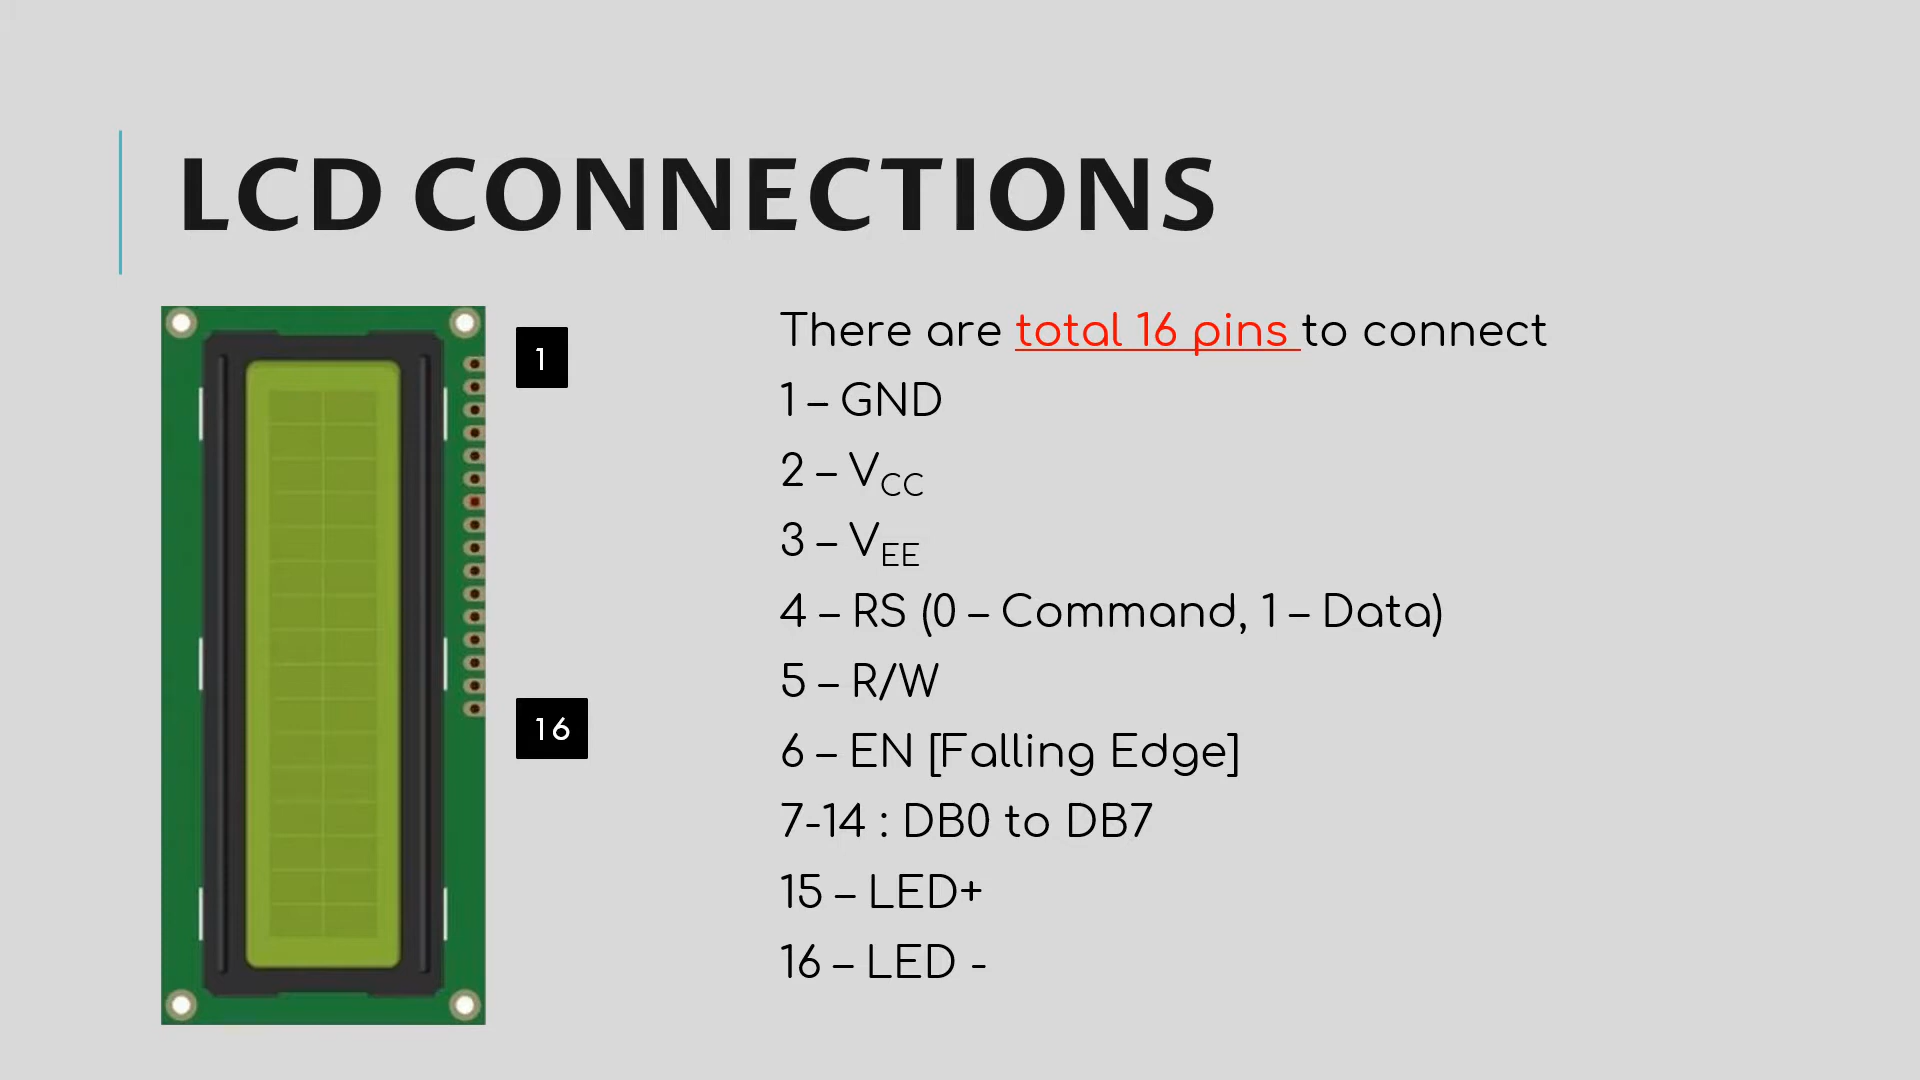 LCD CONNECTIONS
1
16
There are total 16 pins to connect
1 – GND
2 – VCC
3 – VEE
4 – RS (0 – Command, 1 – Data)
5 – R/W
6 – EN [Falling Edge]
7-14 : DB0 to DB7
15 – LED+
16 – LED -